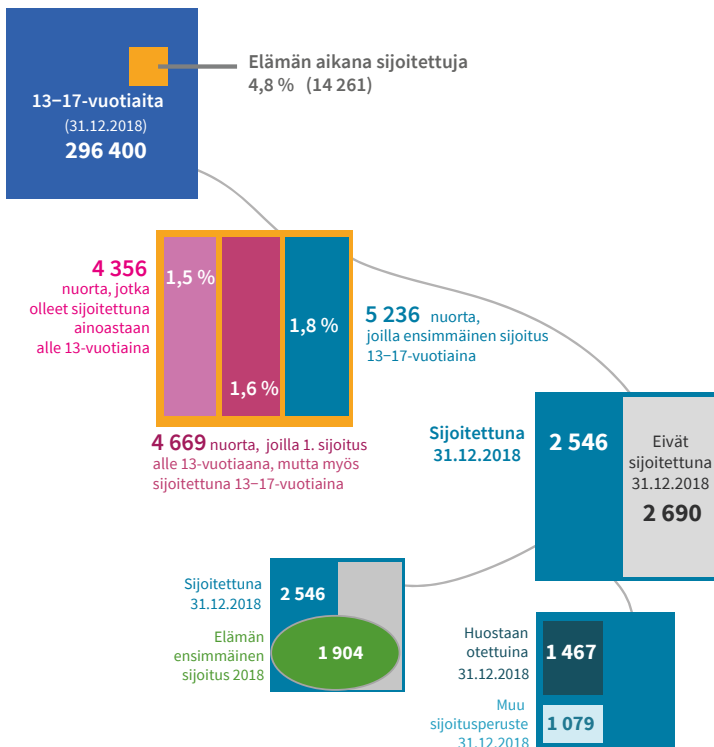 Elämän aikana sijoitettuja
4,8 % (14 261)
13–17-vuotiaita
(31.12.2018)
296 400
4 356
nuorta, jotka
olleet sijoitettuna
ainoastaan
alle 13-vuotiaina
1,5 %
1,6 %
1,8 %
5 236 nuorta,
joilla ensimmäinen sijoitus
13–17-vuotiaina
4 669 nuorta, joilla 1. sijoitus
alle 13-vuotiaana, mutta myös
sijoitettuna 13–17-vuotiaina
Sijoitettuna
31.12.2018
2 546
Eivät
sijoitettuna
31.12.2018
2 690
Sijoitettuna
31.12.2018
2 546
Elämän
ensimmäinen
sijoitus 2018
1 904
Huostaan
otettuina
31.12.2018
1 467
Muu
sijoitusperuste
31.12.2018
1 079